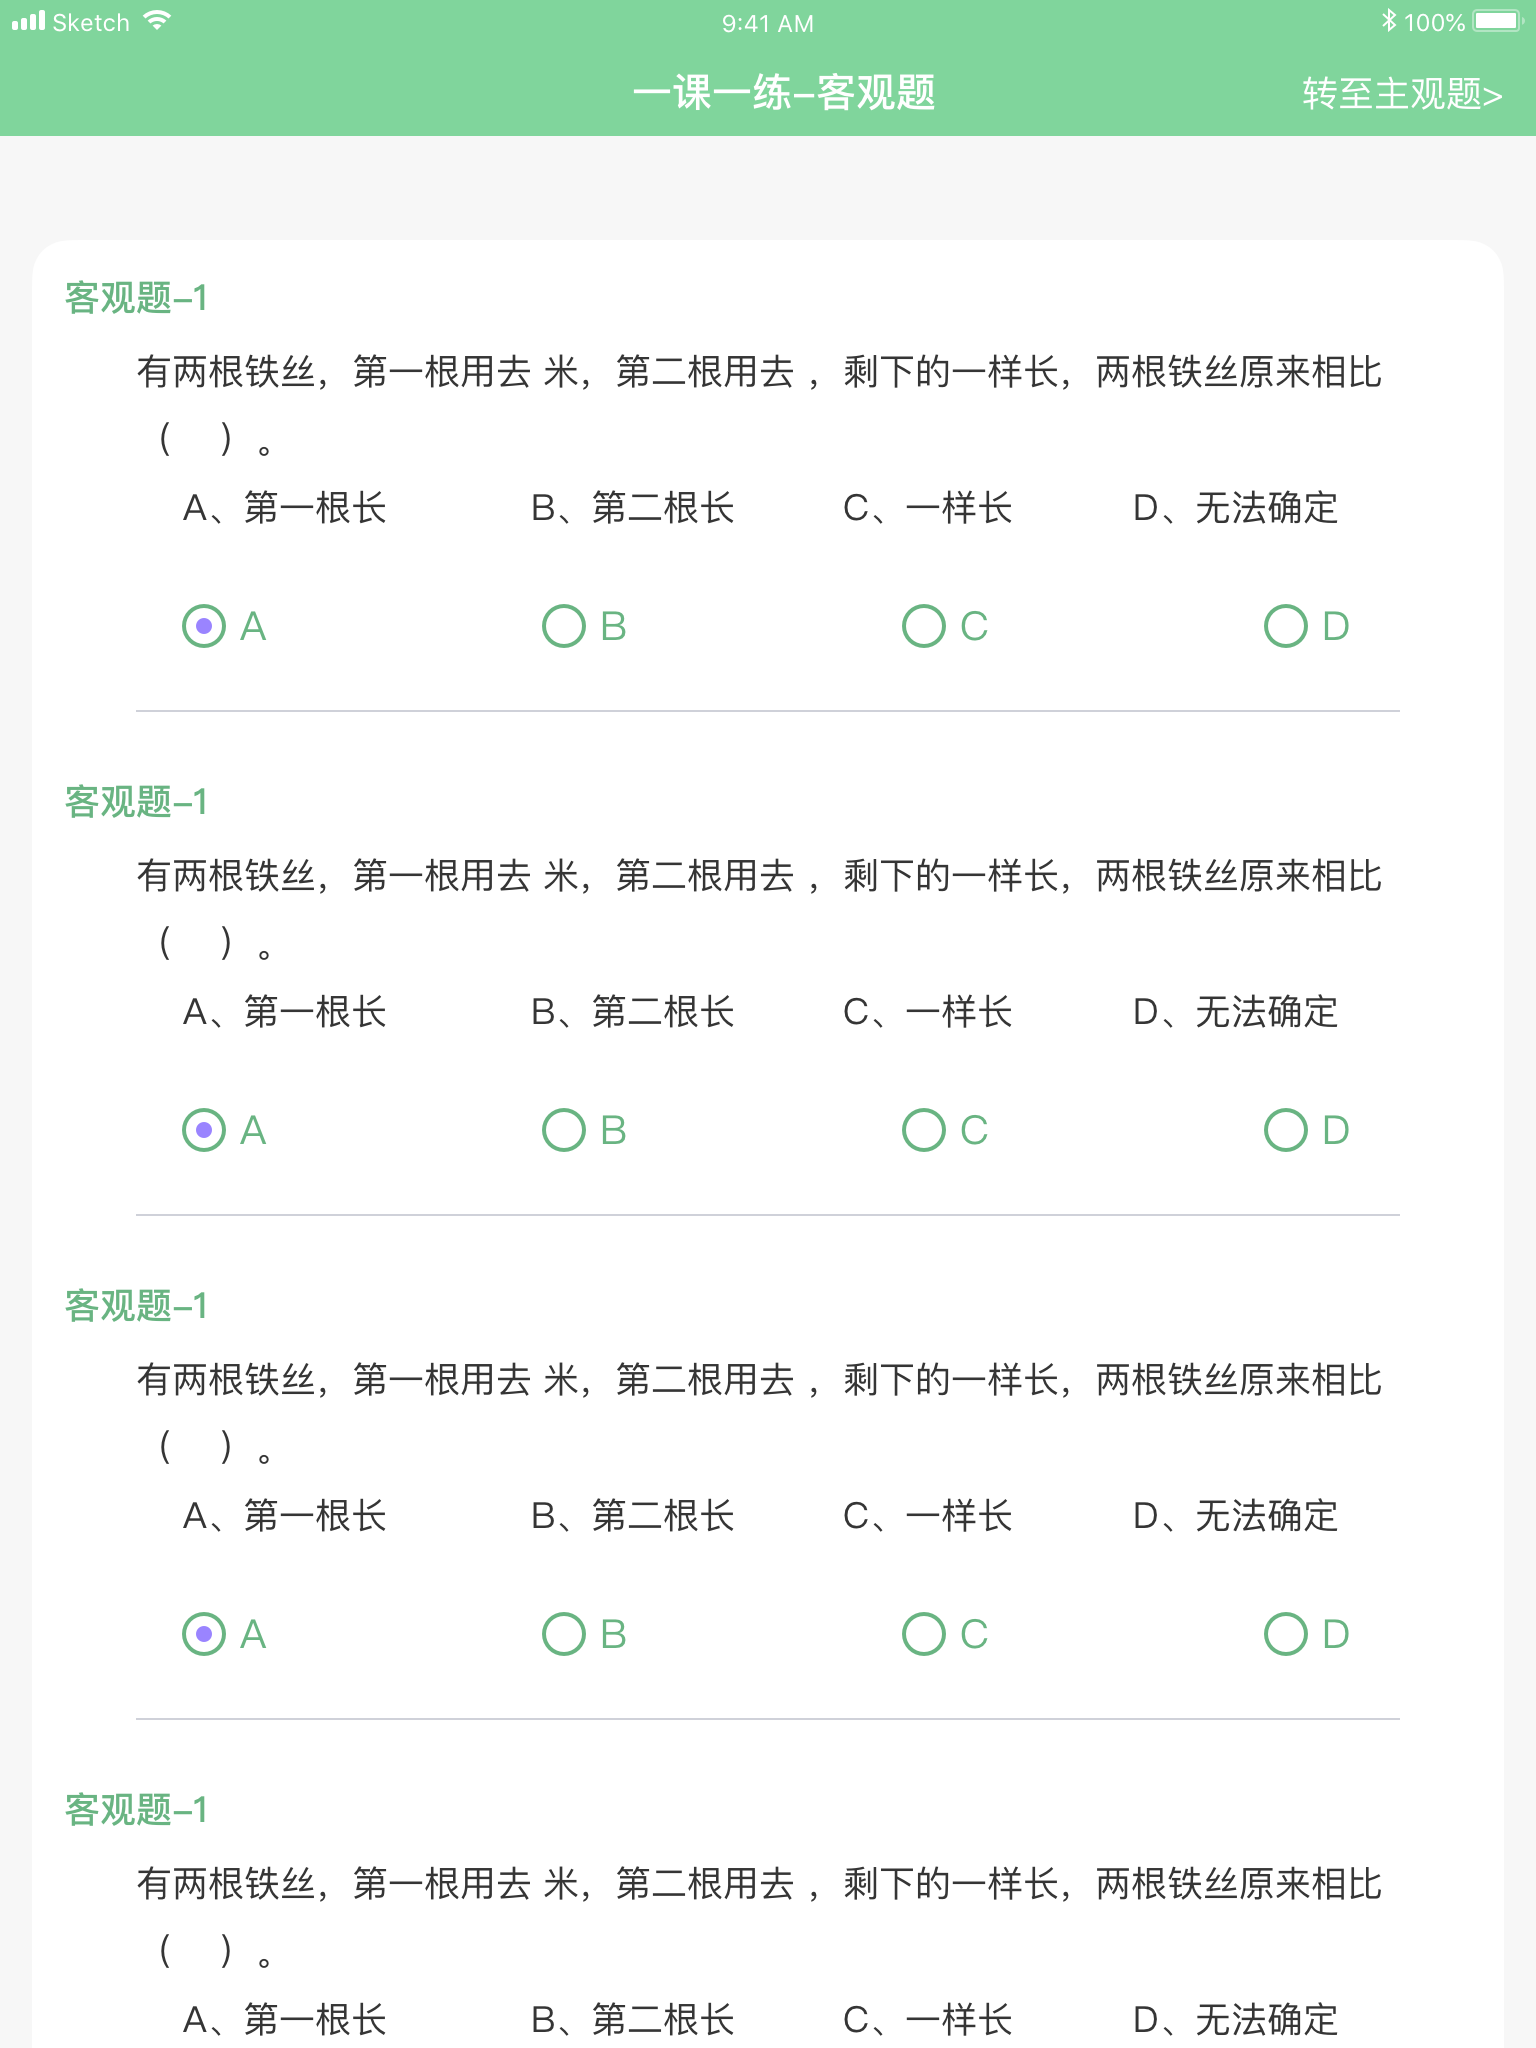 Sketch 9:41 AM 100%
一课一练–客观题 转至主观题>
客观题–1
有两根铁丝，第一根用去 米，第二根用去 ，剩下的一样长，两根铁丝原来相比
（ ）。
A、第一根长 B、第二根长 C、一样长 D、无法确定
A B C D
客观题–1
有两根铁丝，第一根用去 米，第二根用去 ，剩下的一样长，两根铁丝原来相比
（ ）。
A、第一根长 B、第二根长 C、一样长 D、无法确定
A B C D
客观题–1
有两根铁丝，第一根用去 米，第二根用去 ，剩下的一样长，两根铁丝原来相比
（ ）。
A、第一根长 B、第二根长 C、一样长 D、无法确定
A B C D
客观题–1
有两根铁丝，第一根用去 米，第二根用去 ，剩下的一样长，两根铁丝原来相比
（ ）。
A、第一根长 B、第二根长 C、一样长 D、无法确定